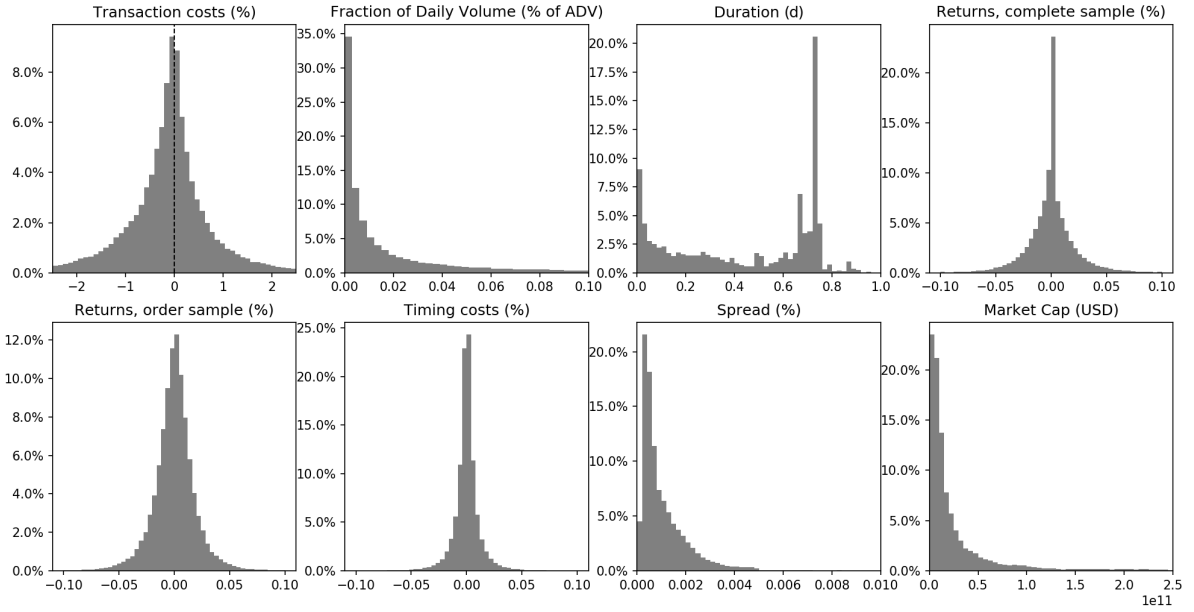 Transaction costs (%)
8.0%
6.0%
4.0%
2.0%
0.0%
−2 −1 0 1 2
Fraction of Daily Volume (% of ADV)
35.0%
30.0%
25.0%
20.0%
15.0%
10.0%
5.0%
0.0%
0.00 0.02 0.04 0.06 0.08 0.10
Duration (d)
20.0%
17.5%
15.0%
12.5%
10.0%
7.5%
5.0%
2.5%
0.0%
0.0 0.2 0.4 0.6 0.8 1.0
Returns, complete sample (%)
20.0%
15.0%
10.0%
5.0%
0.0%
−0.10 −0.05 0.00 0.05 0.10
Returns, order sample (%)
12.0%
10.0%
8.0%
6.0%
4.0%
2.0%
0.0%
−0.10 −0.05 0.00 0.05 0.10
Timing costs (%)
25.0%
20.0%
15.0%
10.0%
5.0%
0.0%
−0.10 −0.05 0.00 0.05 0.10
Spread (%)
20.0%
15.0%
10.0%
5.0%
0.0%
0.000 0.002 0.004 0.006 0.008 0.010
Market Cap (USD)
20.0%
15.0%
10.0%
5.0%
0.0%
0.0 0.5 1.0 1.5 2.0 2.5
1e11